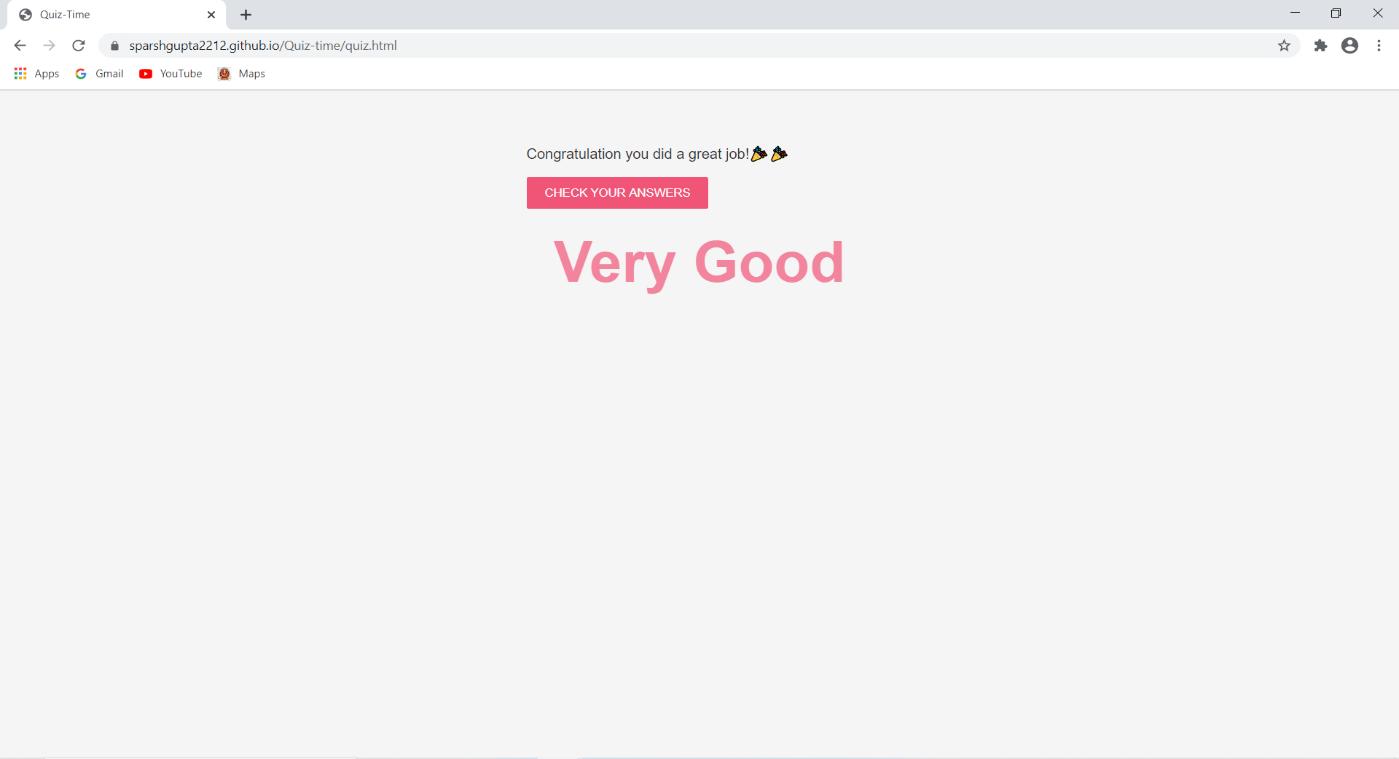 Quiz-Time
sparshgupta2212.github.io/Quiz-time/quiz.html
Apps Gmail YouTube Maps
Congratulation you did a great job!🎉🎉
CHECK YOUR ANSWERS
Very Good